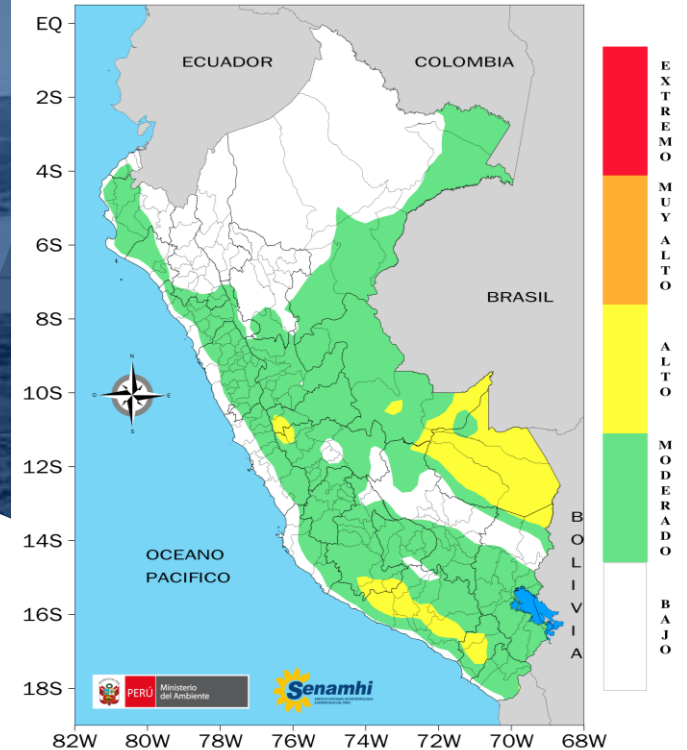 EQ
2S
4S
6S
8S
10S
12S
14S
16S
18S
82W
80W
78W
76W
74W
72W
70W
68W
ECUADOR
COLOMBIA
BRASIL
BOLIVIA
OCEANO
PACIFICO
N
O
E
S
PERÚ
Ministerio
del Ambiente
Senamhi
EXTREMO
MUY ALTO
ALTO
MODERADO
BAJO